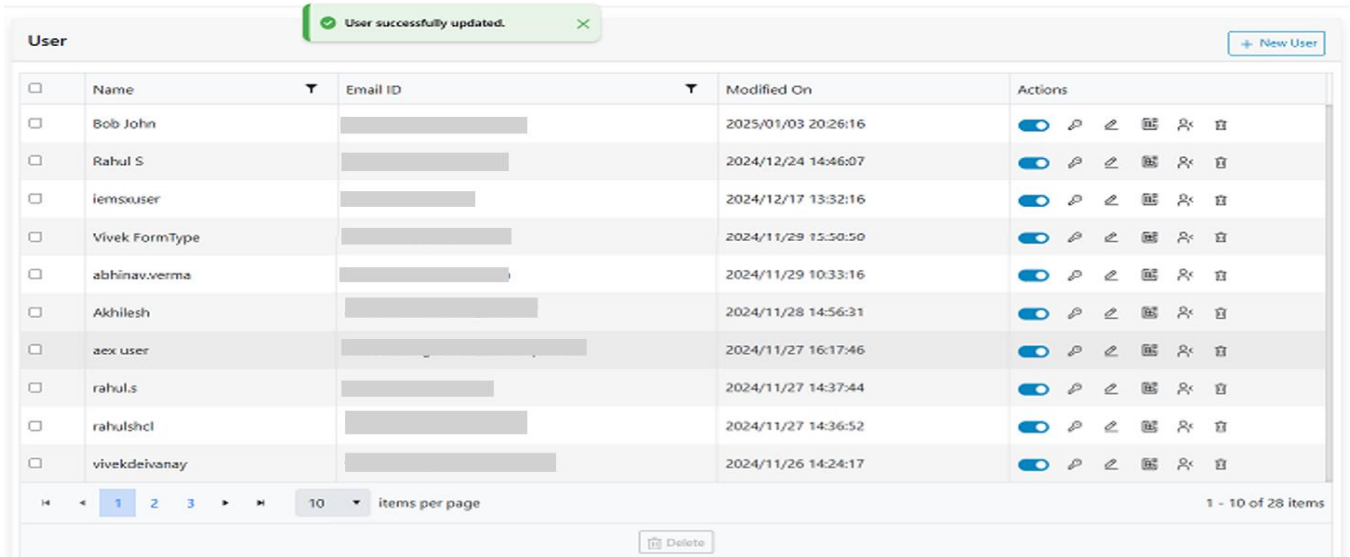 User successfully updated.
User
+ New User
Name Email ID Modified On Actions
Bob John 2025/01/03 20:26:16
Rahul S 2024/12/24 14:46:07
iemsxuser 2024/12/17 13:32:16
Vivek FormType 2024/11/29 15:50:50
abhinav.verma 2024/11/29 10:33:16
Akhilesh 2024/11/28 14:56:31
aex user 2024/11/27 16:17:46
rahul.s 2024/11/27 14:37:44
rahulshcl 2024/11/27 14:36:52
vivekdeivanay 2024/11/26 14:24:17
1 2 3 10 items per page 1 - 10 of 28 items
Delete